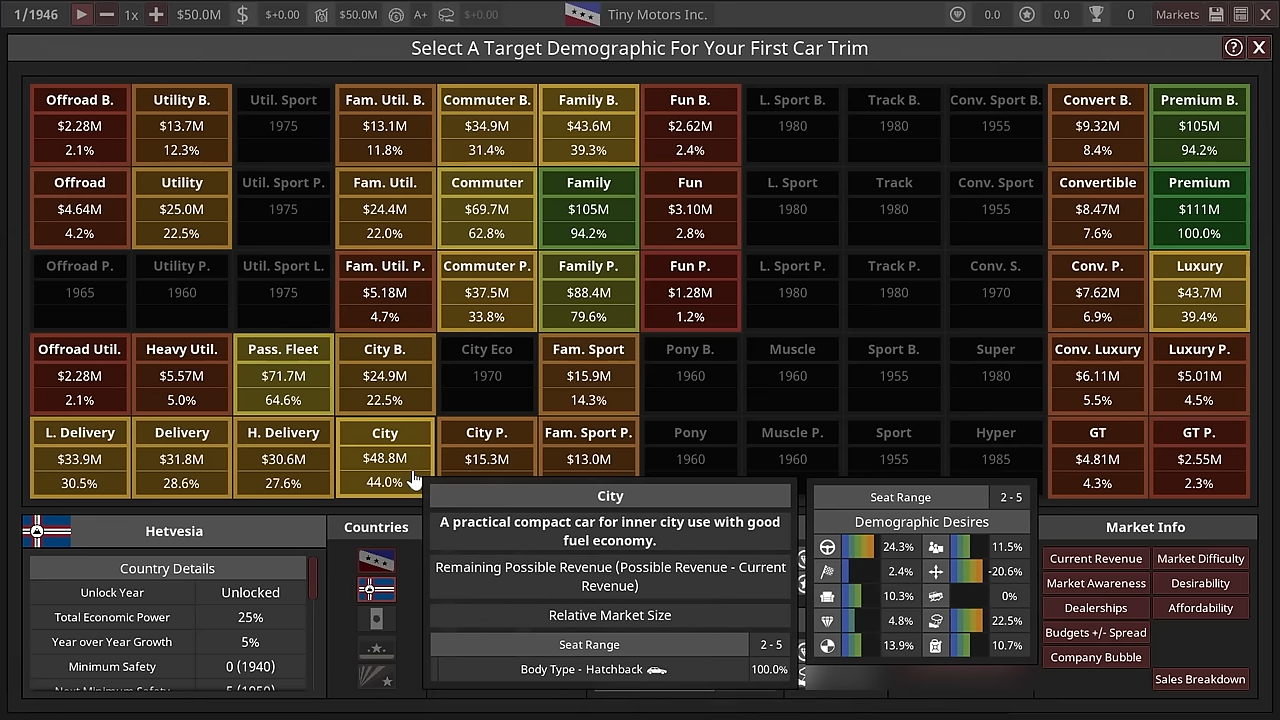 1/1946 1x $50.0M $ $+0.00 $50.0M A+ $+0.00 Tiny Motors Inc. 0.0 0.0 0 Markets
Select A Target Demographic For Your First Car Trim
Offroad B. Utility B. Util. Sport Fam. Util. B. Commuter B. Family B. Fun B. L. Sport B. Track B. Conv. Sport B. Convert B. Premium B.
$2.28M $13.7M 1975 $13.1M $34.9M $43.6M $2.62M 1980 1980 1955 $9.32M $105M
2.1% 12.3% 11.8% 31.4% 39.3% 2.4% 8.4% 94.2%
Offroad Utility Util. Sport P. Fam. Util. Commuter Family Fun L. Sport Track Conv. Sport Convertible Premium
$4.64M $25.0M 1975 $24.4M $69.7M $105M $3.10M 1980 1980 1955 $8.47M $111M
4.2% 22.5% 22.0% 62.8% 94.2% 2.8% 7.6% 100.0%
Offroad P. Utility P. Util. Sport L. Fam. Util. P. Commuter P. Family P. Fun P. L. Sport P. Track P. Conv. S. Conv. P. Luxury
1965 1960 1975 $5.18M $37.5M $88.4M $1.28M 1980 1980 1970 $7.62M $43.7M
4.7% 33.8% 79.6% 1.2% 6.9% 39.4%
Offroad Util. Heavy Util. Pass. Fleet City B. City Eco Fam. Sport Pony B. Muscle Sport B. Super Conv. Luxury Luxury P.
$2.28M $5.57M $71.7M $24.9M 1970 $15.9M 1960 1960 1955 1980 $6.11M $5.01M
2.1% 5.0% 64.6% 22.5% 14.3% 5.5% 4.5%
L. Delivery Delivery H. Delivery City City P. Fam. Sport P. Pony Muscle P. Sport Hyper GT GT P.
$33.9M $31.8M $30.6M $48.8M $15.3M $13.0M 1960 1960 1955 1985 $4.81M $2.55M
30.5% 28.6% 27.6% 44.0% 4.3% 2.3%
Helvesia
Country Details
Unlock Year Unlocked
Total Economic Power 25%
Year over Year Growth 5%
Minimum Safety 0 (1940)
Next Minimum Safety 5 (1950)
Countries
City
A practical compact car for inner city use with good
fuel economy.
Remaining Possible Revenue (Possible Revenue - Current
Revenue)
Relative Market Size
Seat Range 2 - 5
Body Type - Hatchback 100.0%
Seat Range 2 - 5
Demographic Desires
24.3% 11.5%
2.4% -20.6%
10.3% 0%
4.8% 22.5%
13.9% 10.7%
Market Info
Current Revenue Market Difficulty
Market Awareness Desirability
Dealerships Affordability
Budgets +/- Spread
Company Bubble
Sales Breakdown